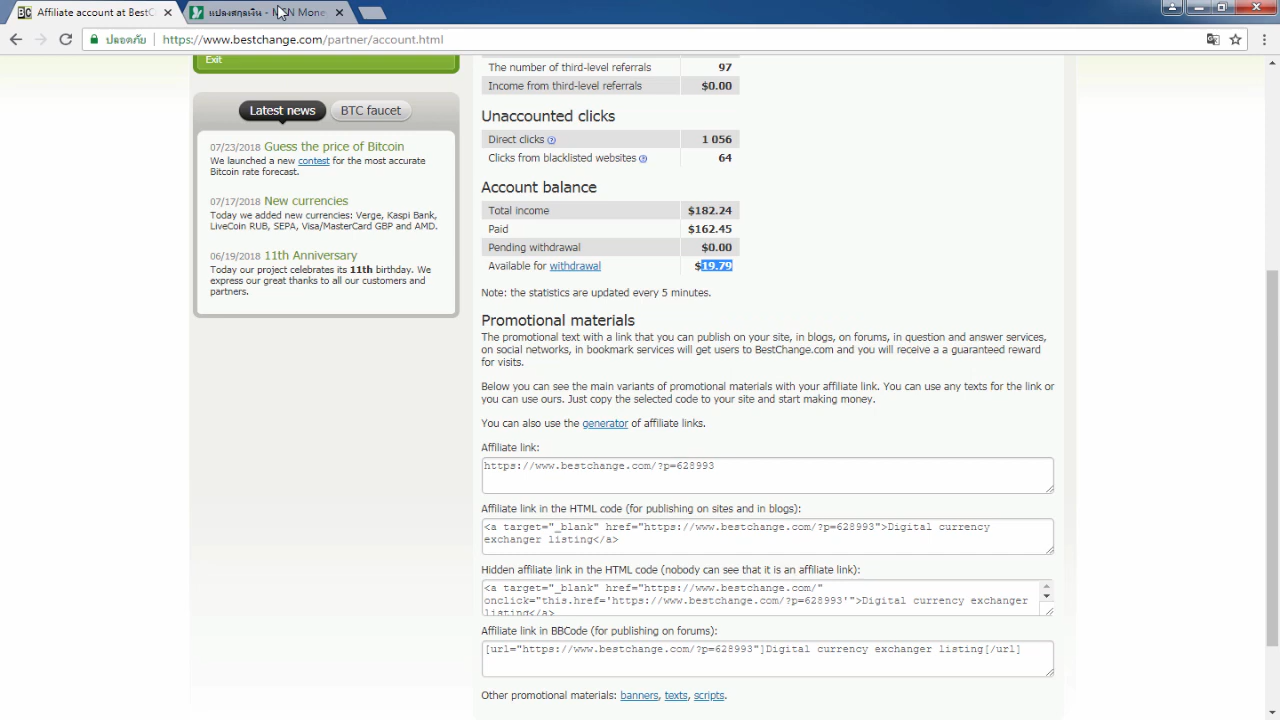 Affiliate account at BestC
แปลงสกุลเงิน - MSN Mone
ปลอดภัย
https://www.bestchange.com/partner/account.html
Exit
Latest news
BTC faucet
07/23/2018 Guess the price of Bitcoin
We launched a new contest for the most accurate
Bitcoin rate forecast.
07/17/2018 New currencies
Today we added new currencies: Verge, Kaspi Bank,
LiveCoin RUB, SEPA, Visa/MasterCard GBP and AMD.
06/19/2018 11th Anniversary
Today our project celebrates its 11th birthday. We
express our great thanks to all our customers and
partners.
The number of third-level referrals 97
Income from third-level referrals $0.00
Unaccounted clicks
Direct clicks 1 056
Clicks from blacklisted websites 64
Account balance
Total income $182.24
Paid $162.45
Pending withdrawal $0.00
Available for withdrawal $19.79
Note: the statistics are updated every 5 minutes.
Promotional materials
The promotional text with a link that you can publish on your site, in blogs, on forums, in question and answer services,
on social networks, in bookmark services will get users to BestChange.com and you will receive a a guaranteed reward
for visits.
Below you can see the main variants of promotional materials with your affiliate link. You can use any texts for the link or
you can use ours. Just copy the selected code to your site and start making money.
You can also use the generator of affiliate links.
Affiliate link:
https://www.bestchange.com/?p=628993
Affiliate link in the HTML code (for publishing on sites and in blogs):
<a target="_blank" href="https://www.bestchange.com/?p=628993">Digital currency
exchanger listing</a>
Hidden affiliate link in the HTML code (nobody can see that it is an affiliate link):
<a target="_blank" href="https://www.bestchange.com/"
onclick="this.href='https://www.bestchange.com/?p=628993'">Digital currency exchanger
listing</a>
Affiliate link in BBCode (for publishing on forums):
[url="https://www.bestchange.com/?p=628993"]Digital currency exchanger listing[/url]
Other promotional materials: banners, texts, scripts.